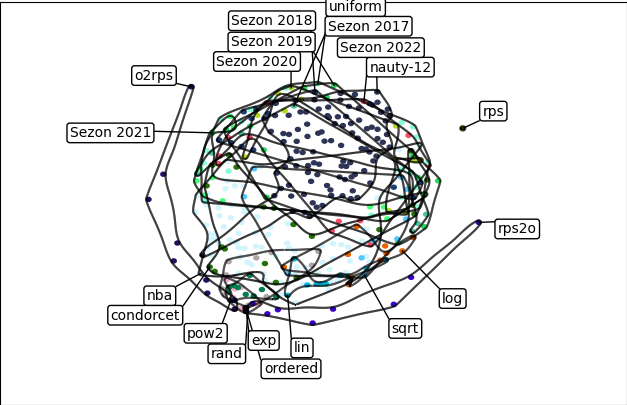 uniform
Sezon 2018
Sezon 2017
Sezon 2019
Sezon 2022
Sezon 2020
nauty-12
o2rps
rps
Sezon 2021
rps2o
nba
log
condorcet
sqrt
pow2
exp
rand
lin
ordered